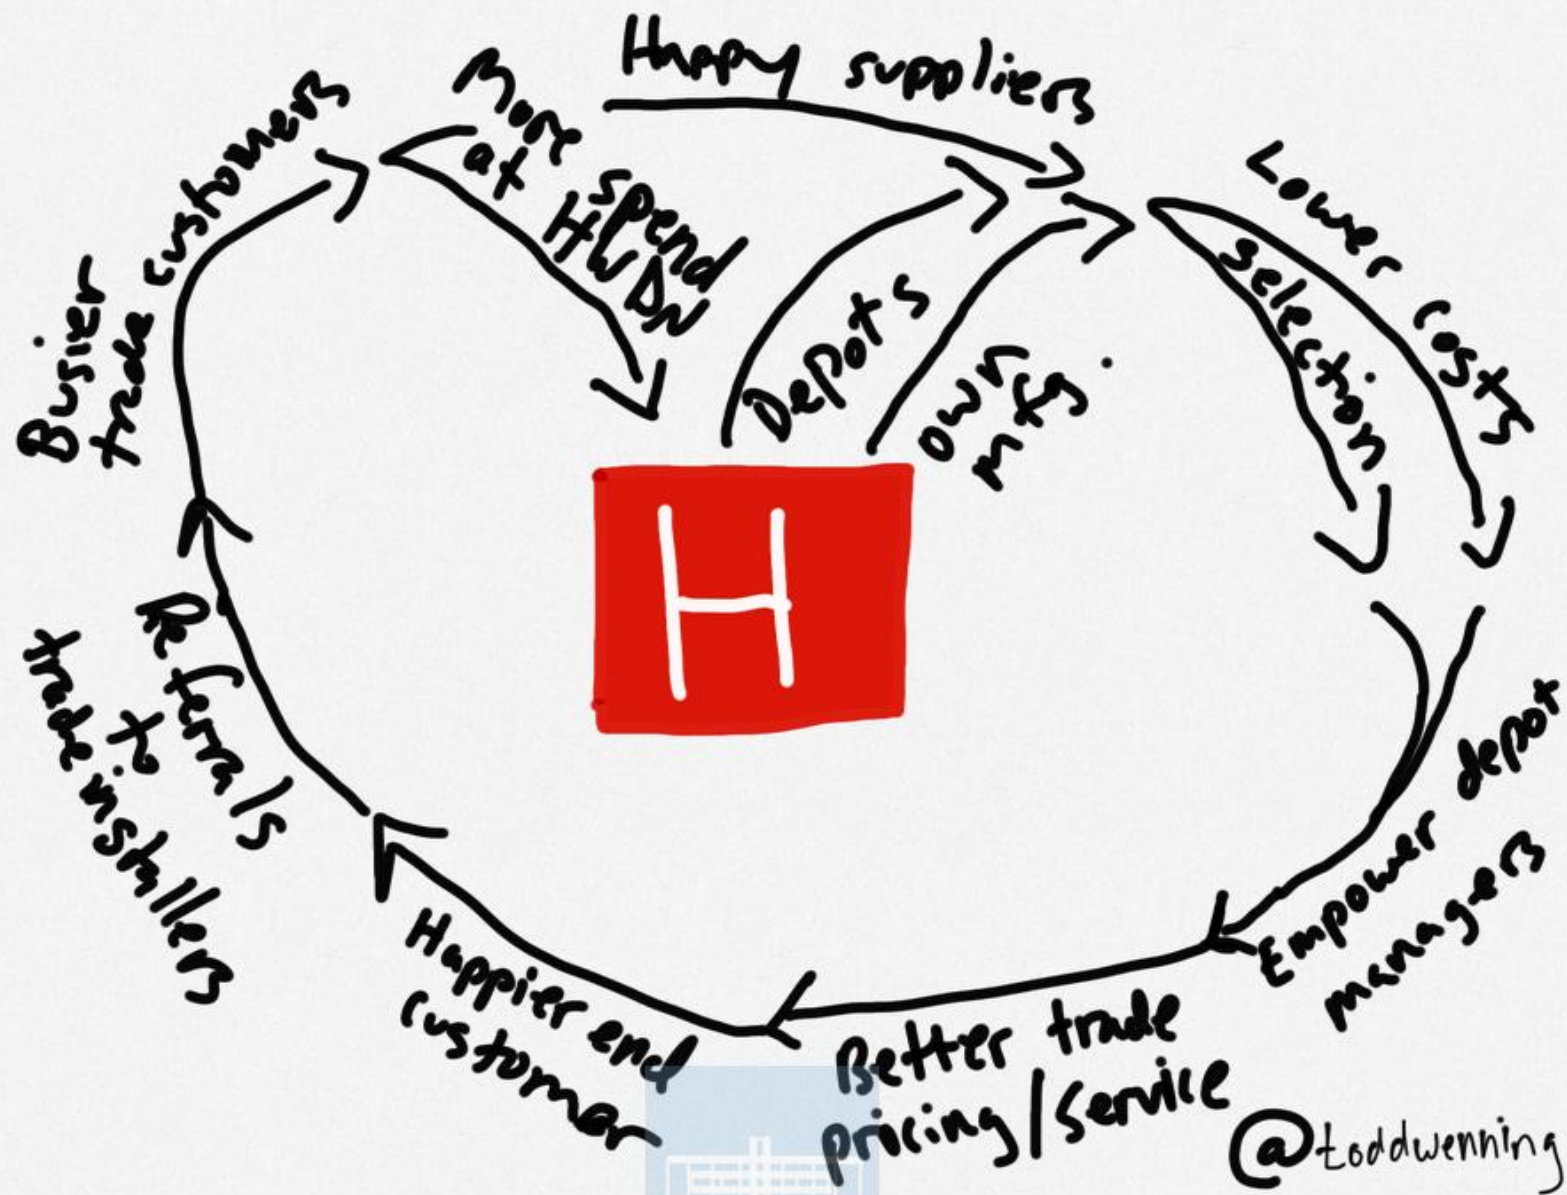 Happy suppliers
More spend
at HWDN
Busier
trade customers
Lower costs
Selection
Depots
own
mfg.
H
Referrals
to
trade installers
Empower depot
managers
Happier end
customer
Better trade
pricing/service
@toddwenning